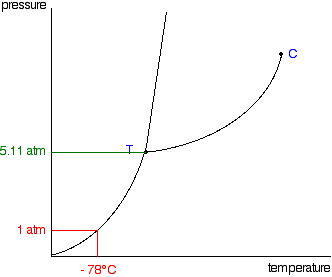 pressure
C
T
5.11 atm
1 atm
- 78°C
temperature